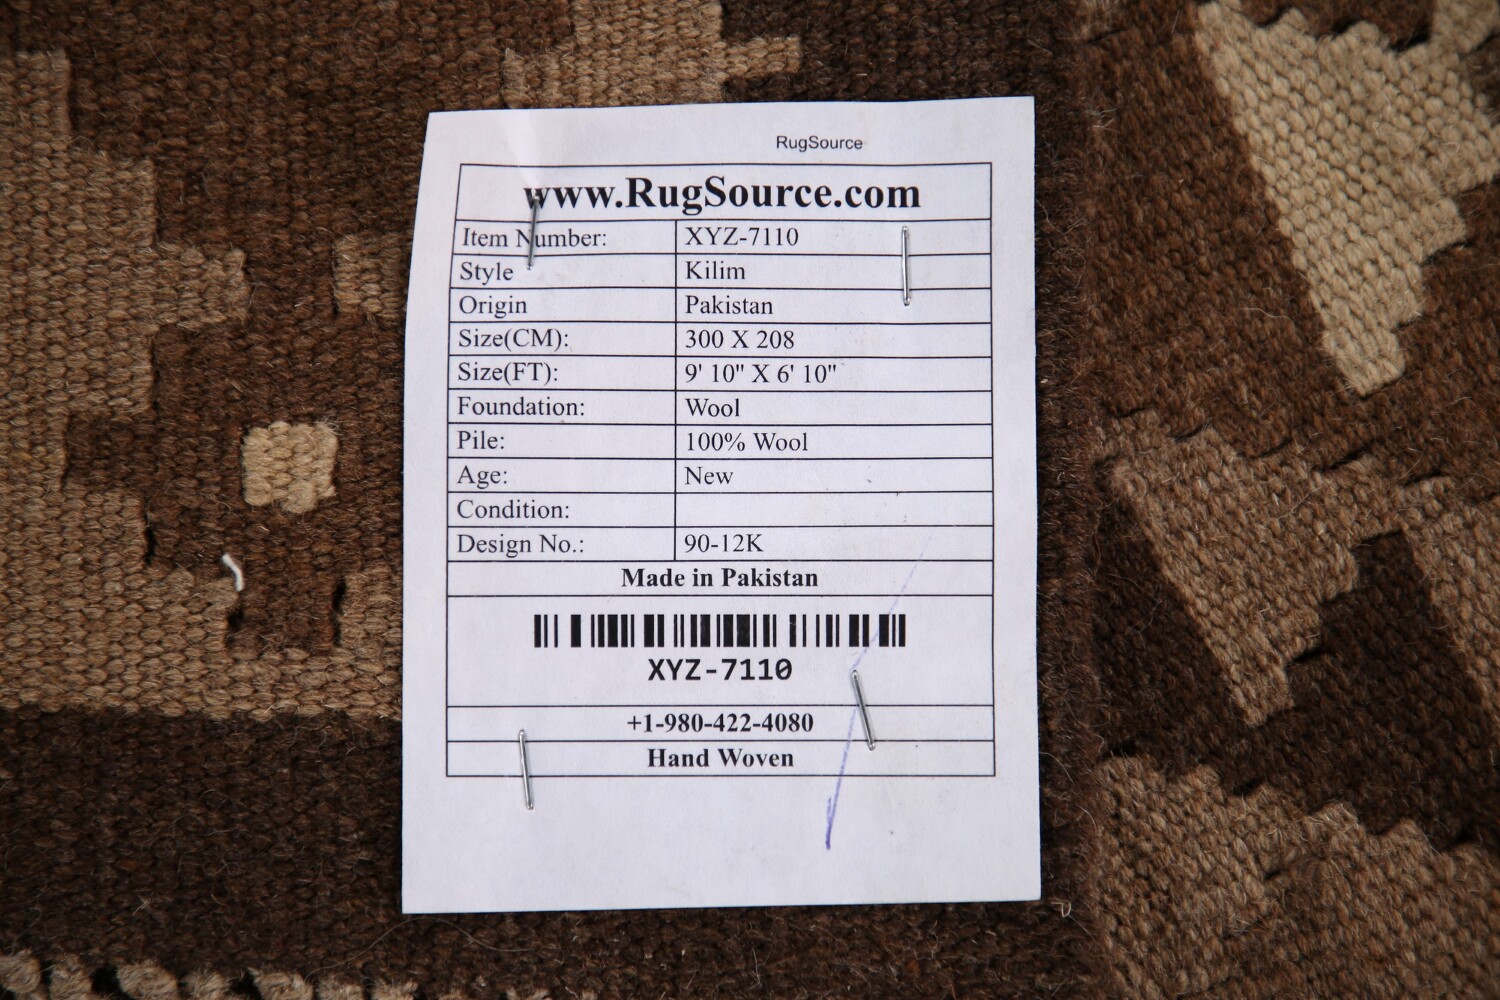 RugSource
www.RugSource.com
Item Number: XYZ-7110
Style Kilim
Origin Pakistan
Size(CM): 300 X 208
Size(FT): 9' 10" X 6' 10"
Foundation: Wool
Pile: 100% Wool
Age: New
Condition:
Design No.: 90-12K
Made in Pakistan
XYZ-7110
+1-980-422-4080
Hand Woven